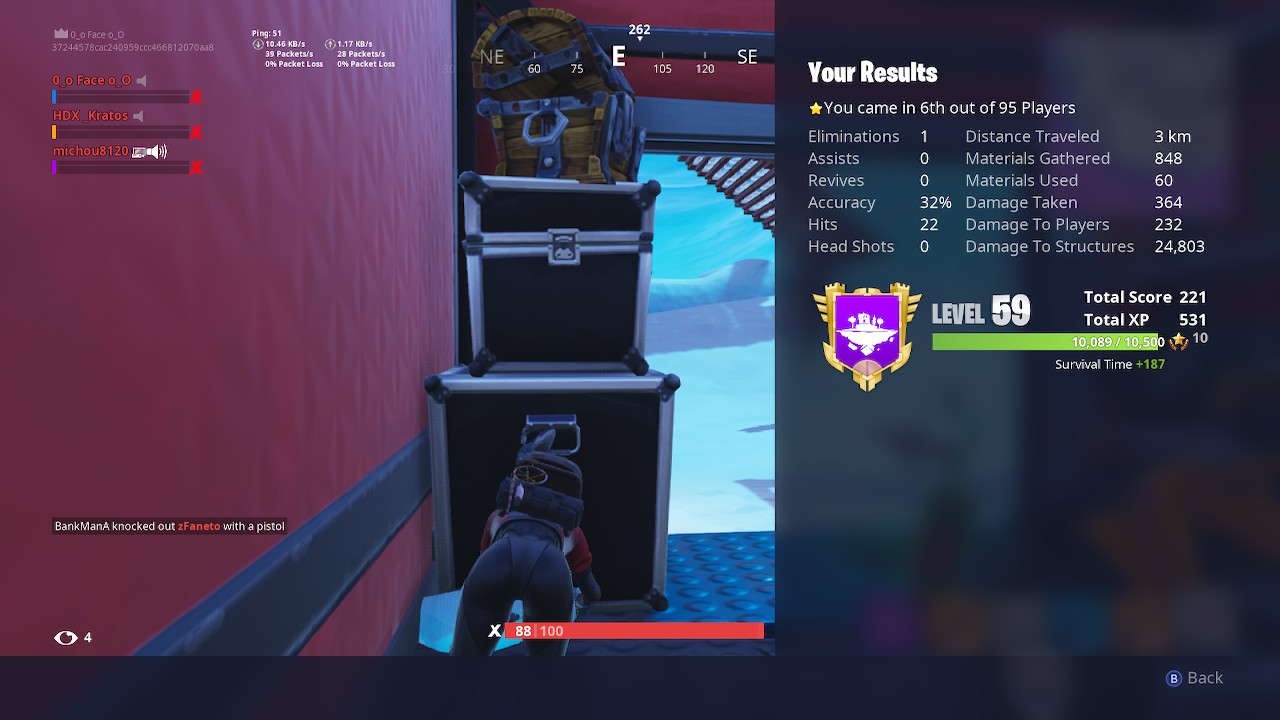 0_o Face o_O
37244578cac240959ccc466812070aa8
Ping: 51
10.46 KB/s 1.17 KB/s
39 Packets/s 28 Packets/s
0% Packet Loss 0% Packet Loss
0_o Face o_O
HDX_Kratos
michou8120
262
30 NE 60 75 E 105 120 SE
BankManA knocked out zFaneto with a pistol
4
X 88 | 100
Your Results
You came in 6th out of 95 Players
Eliminations 1 Distance Traveled 3 km
Assists 0 Materials Gathered 848
Revives 0 Materials Used 60
Accuracy 32% Damage Taken 364
Hits 22 Damage To Players 232
Head Shots 0 Damage To Structures 24,803
LEVEL 59
Total Score 221
Total XP 531
10,089 / 10,500 10
Survival Time +187
B Back